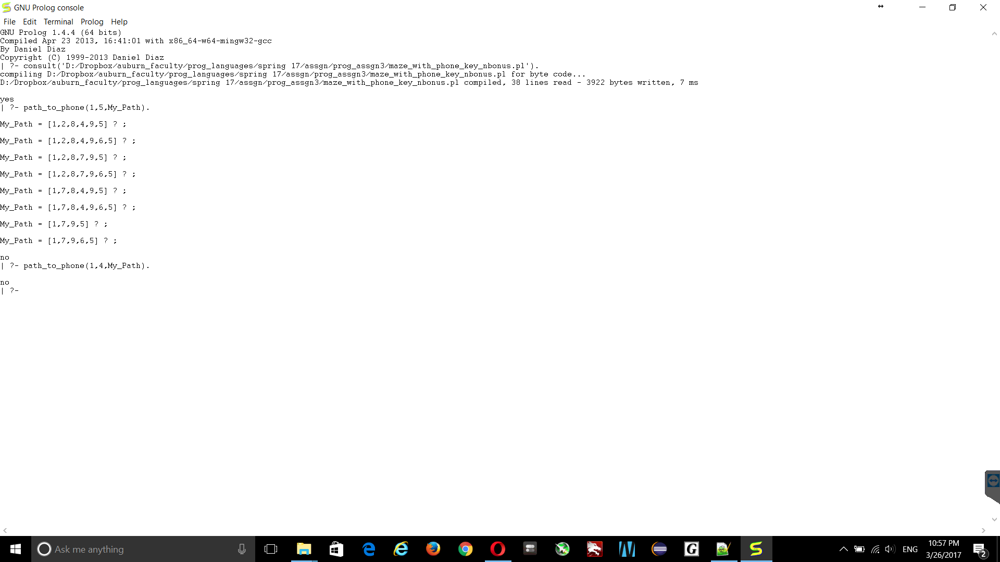 GNU Prolog console
File Edit Terminal Prolog Help
GNU Prolog 1.4.4 (64 bits)
Compiled Apr 23 2013, 16:41:01 with x86_64-w64-mingw32-gcc
By Daniel Diaz
Copyright (C) 1999-2013 Daniel Diaz
| ?- consult('D:/Dropbox/auburn_faculty/prog_languages/spring 17/assgn/prog_assgn3/maze_with_phone_key_nbonus.pl').
compiling D:/Dropbox/auburn_faculty/prog_languages/spring 17/assgn/prog_assgn3/maze_with_phone_key_nbonus.pl for byte code...
D:/Dropbox/auburn_faculty/prog_languages/spring 17/assgn/prog_assgn3/maze_with_phone_key_nbonus.pl compiled, 38 lines read - 3922 bytes written, 7 ms
yes
| ?- path_to_phone(1,5,My_Path).
My_Path = [1,2,8,4,9,5] ? ;
My_Path = [1,2,8,4,9,6,5] ? ;
My_Path = [1,2,8,7,9,5] ? ;
My_Path = [1,2,8,7,9,6,5] ? ;
My_Path = [1,7,8,4,9,5] ? ;
My_Path = [1,7,8,4,9,6,5] ? ;
My_Path = [1,7,9,5] ? ;
My_Path = [1,7,9,6,5] ? ;
no
| ?- path_to_phone(1,4,My_Path).
no
| ?-
Ask me anything
G
ENG
10:57 PM
3/26/2017
2